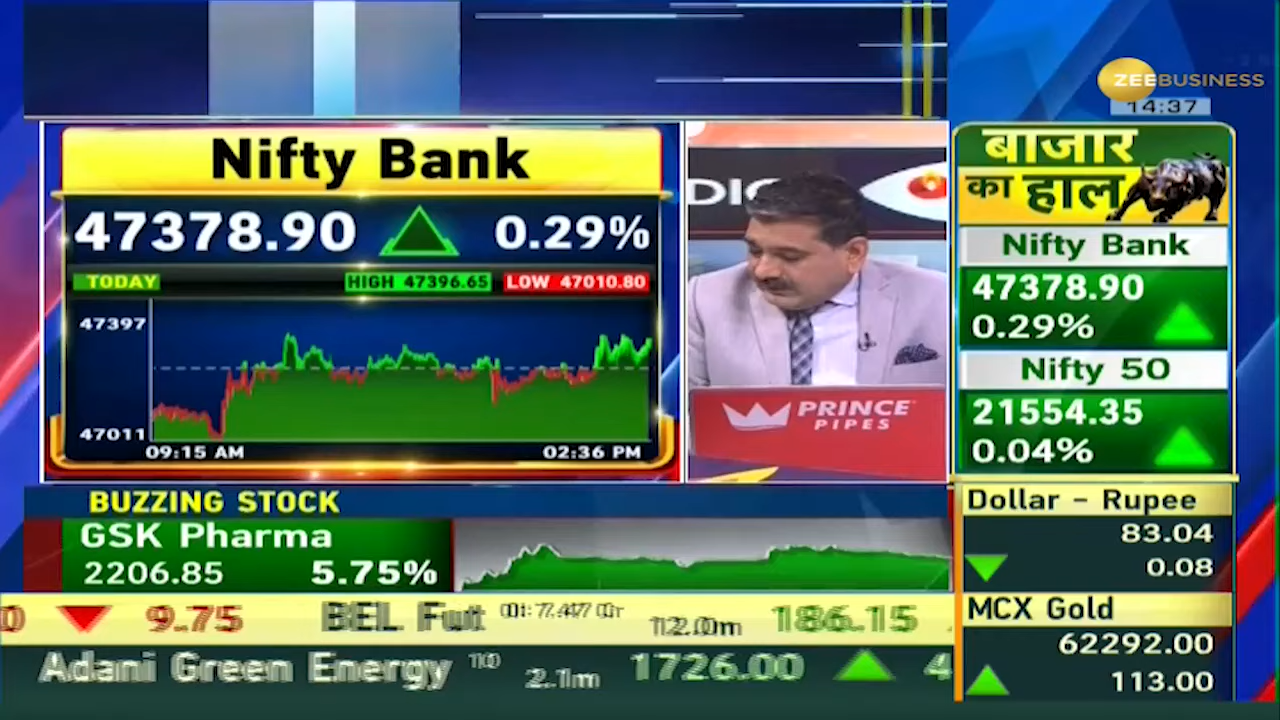 ZEEBUSINESS
14:37
Nifty Bank
47378.90 0.29%
TODAY HIGH 47396.65 LOW 47010.80
47397
47011
09:15 AM 02:36 PM
PRINCE
PIPES
बाजार
का हाल
Nifty Bank
47378.90
0.29%
Nifty 50
21554.35
0.04%
Dollar - Rupee
83.04
0.08
MCX Gold
62292.00
113.00
BUZZING STOCK
GSK Pharma
2206.85 5.75%
9.75 BEL Fut 186.15
Adani Green Energy 2.1m 1726.00 4